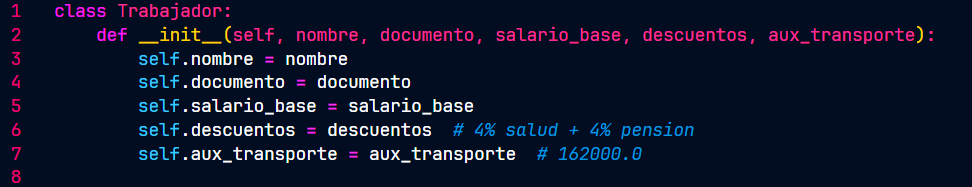 1 class Trabajador:
2     def __init__(self, nombre, documento, salario_base, descuentos, aux_transporte):
3         self.nombre = nombre
4         self.documento = documento
5         self.salario_base = salario_base
6         self.descuentos = descuentos  # 4% salud + 4% pension
7         self.aux_transporte = aux_transporte  # 162000.0
8